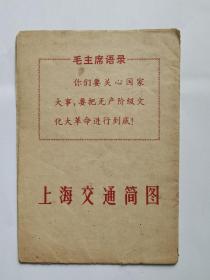 毛主席语录
你们要关心国家
大事，要把无产阶级文
化大革命进行到底！
上海交通简图